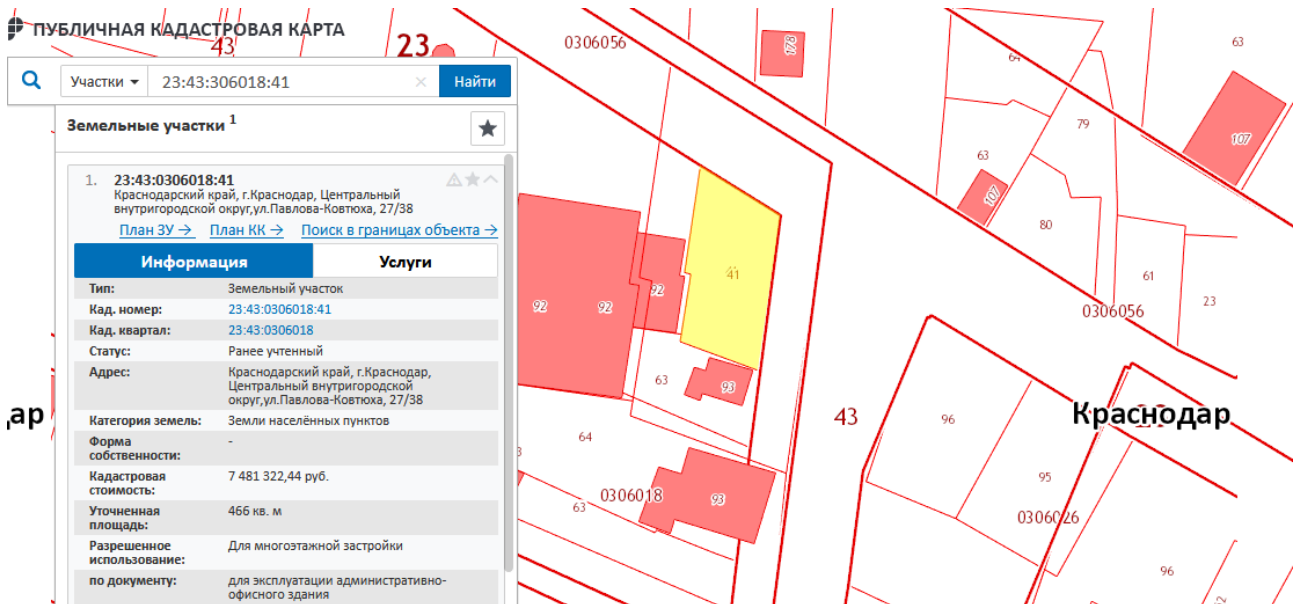 ПУБЛИЧНАЯ КАДАСТРОВАЯ КАРТА
43
23
Участки
23:43:306018:41
×
Найти
Земельные участки 1
1. 23:43:0306018:41
Краснодарский край, г.Краснодар, Центральный
внутригородской округ,ул.Павлова-Ковтюха, 27/38
План ЗУ → План КК → Поиск в границах объекта →
Информация Услуги
Тип: Земельный участок
Кад. номер: 23:43:0306018:41
Кад. квартал: 23:43:0306018
Статус: Ранее учтенный
Адрес: Краснодарский край, г.Краснодар,
Центральный внутригородской
округ,ул.Павлова-Ковтюха, 27/38
Категория земель: Земли населённых пунктов
Форма
собственности: -
Кадастровая
стоимость: 7 481 322,44 руб.
Уточненная
площадь: 466 кв. м
Разрешенное
использование: Для многоэтажной застройки
по документу: для эксплуатации административно-
офисного здания
ар
0306056
178
63
64
79
107
63
107
80
41
61
23
92
92
92
0306056
63
93
43
96
Краснодар
64
95
0306018
93
63
0306026
96